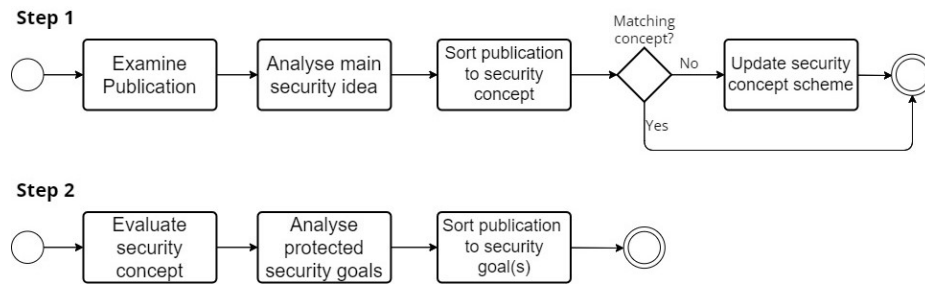 Step 1
Examine
Publication
Analyse main
security idea
Sort publication
to security
concept
Matching
concept?
No
Yes
Update security
concept scheme
Step 2
Evaluate
security
concept
Analyse
protected
security goals
Sort publication
to security
goal(s)